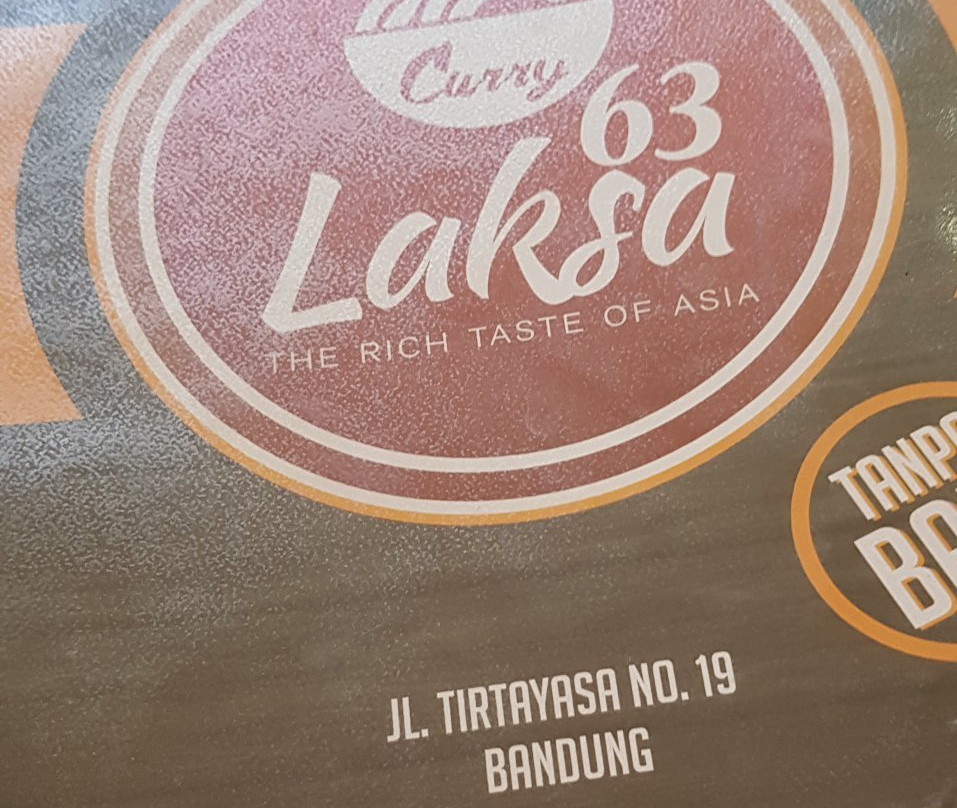 Curry
63
Laksa
THE RICH TASTE OF ASIA
JL. TIRTAYASA NO. 19
BANDUNG